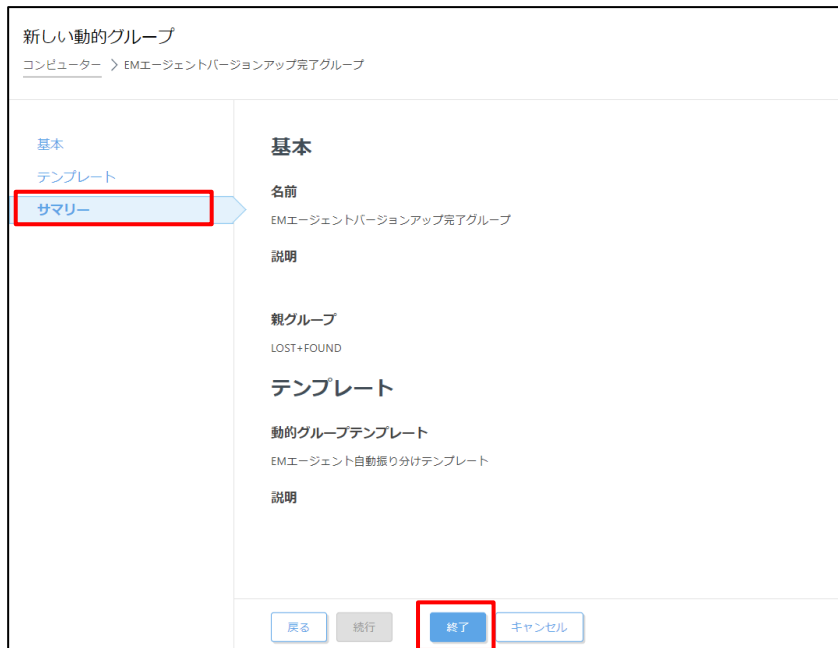 新しい動的グループ
コンピューター > EMエージェントバージョンアップ完了グループ
基本
テンプレート
サマリー
基本
名前
EMエージェントバージョンアップ完了グループ
説明
親グループ
LOST+FOUND
テンプレート
動的グループテンプレート
EMエージェント自動振り分けテンプレート
説明
戻る 続行 終了 キャンセル